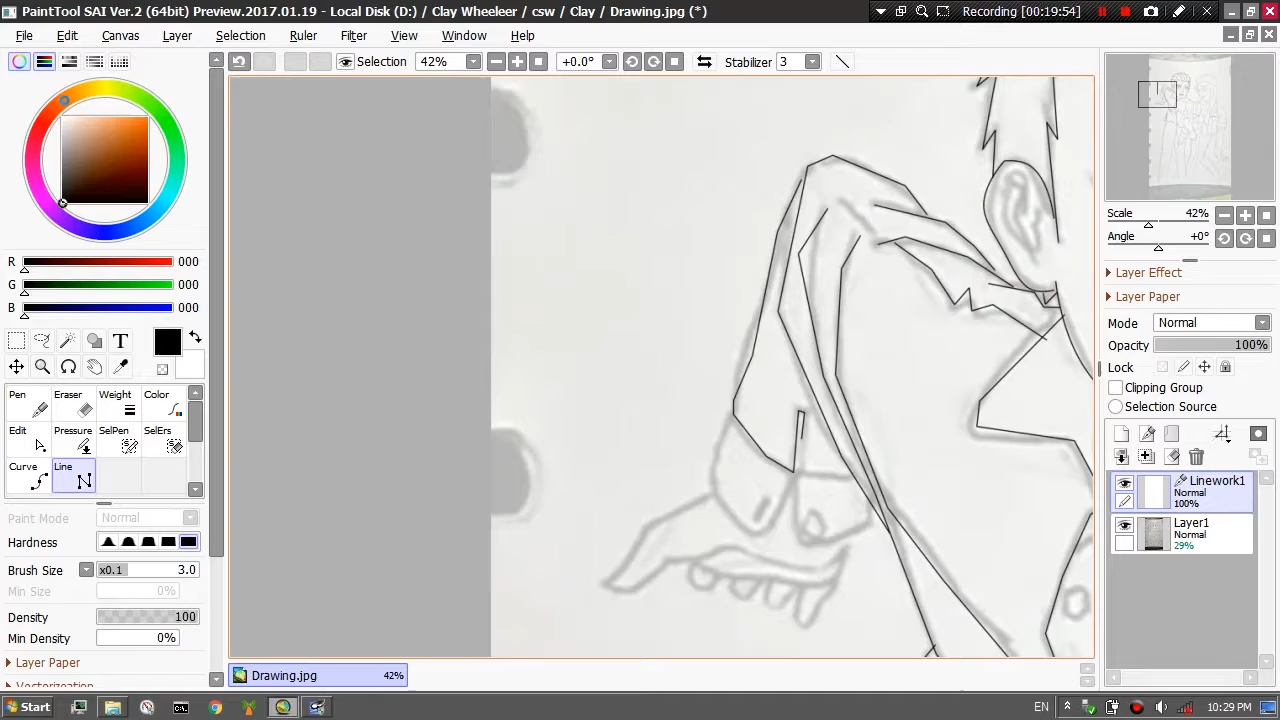 PaintTool SAI Ver.2 (64bit) Preview.2017.01.19 - Local Disk (D:) / Clay Wheeleer / csw / Clay / Drawing.jpg (*)
Recording [00:19:54]
File Edit Canvas Layer Selection Ruler Filter View Window Help
Selection 42% +0.0° Stabilizer 3
Scale 42%
Angle +0°
R 000
G 000
B 000
T
Layer Effect
Layer Paper
Mode Normal
Opacity 100%
Lock
Clipping Group
Selection Source
Pen Eraser Weight Color
Edit Pressure SelPen SelErs
Curve Line
Linework1
Normal
100%
Layer1
Normal
29%
Paint Mode Normal
Hardness
Brush Size x0.1 3.0
Min Size 0%
Density 100
Min Density 0%
Layer Paper
Vectorization
Drawing.jpg 42%
Start EN 10:29 PM